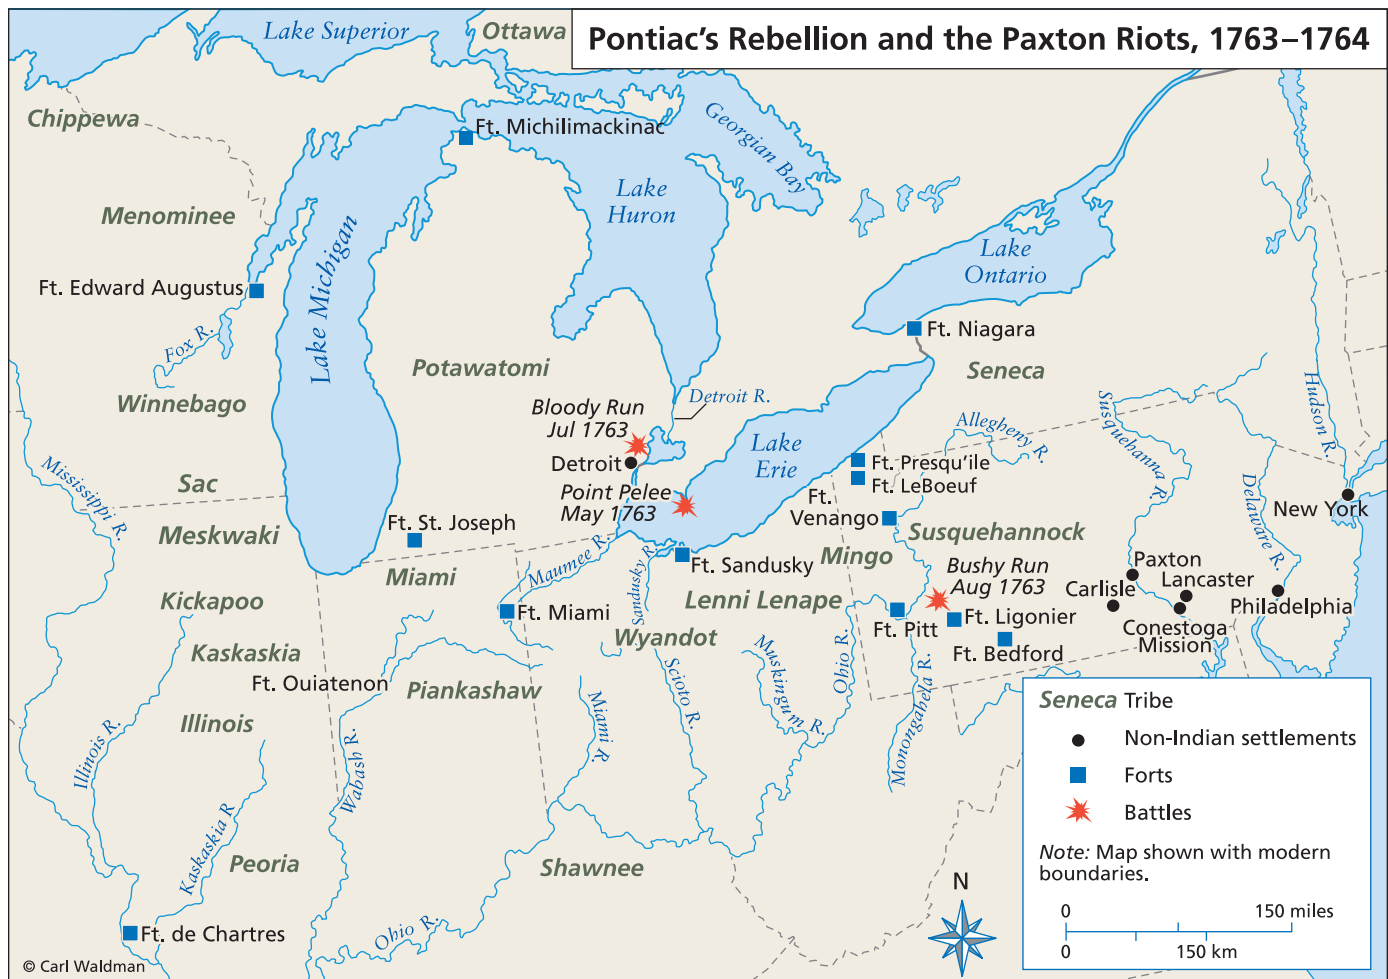 Pontiac's Rebellion and the Paxton Riots, 1763–1764
Lake Superior
Ottawa
Chippewa
Ft. Michilimackinac
Georgian Bay
Lake
Huron
Menominee
Lake Michigan
Lake
Ontario
Ft. Edward Augustus
Fox R.
Ft. Niagara
Potawatomi
Seneca
Winnebago
Detroit R.
Hudson R.
Bloody Run
Jul 1763
Susquehanna R.
Allegheny R.
Lake
Erie
Mississippi R.
Detroit
Ft. Presqu'ile
Ft. LeBoeuf
Sac
Point Pelee
May 1763
Ft.
Venango
Delaware R.
New York
Meskwaki
Ft. St. Joseph
Susquehannock
Maumee R.
Sandusky R.
Ft. Sandusky
Mingo
Bushy Run
Aug 1763
Paxton
Miami
Carlisle
Lancaster
Kickapoo
Ft. Miami
Lenni Lenape
Philadelphia
Ft. Pitt
Ft. Ligonier
Conestoga
Mission
Wyandot
Kaskaskia
Ft. Bedford
Ft. Ouiatenon
Piankashaw
Scioto R.
Muskingum R.
Ohio R.
Monongahela R.
Illinois
Miami R.
Illinois R.
Wabash R.
Kaskaskia R
Peoria
Shawnee
Ohio R.
Ft. de Chartres
Seneca Tribe
Non-Indian settlements
Forts
Battles
Note: Map shown with modern
boundaries.
N
0 150 miles
0 150 km
© Carl Waldman